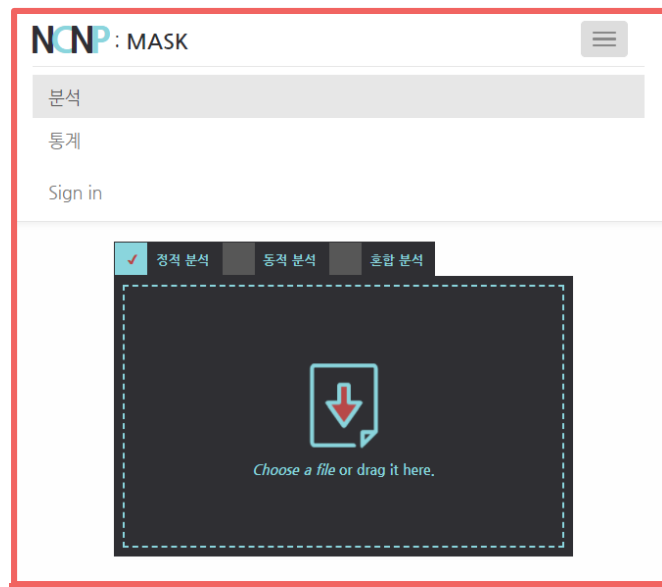 NCNP : MASK
분석
통계
Sign in
정적 분석 동적 분석 혼합 분석
Choose a file or drag it here.